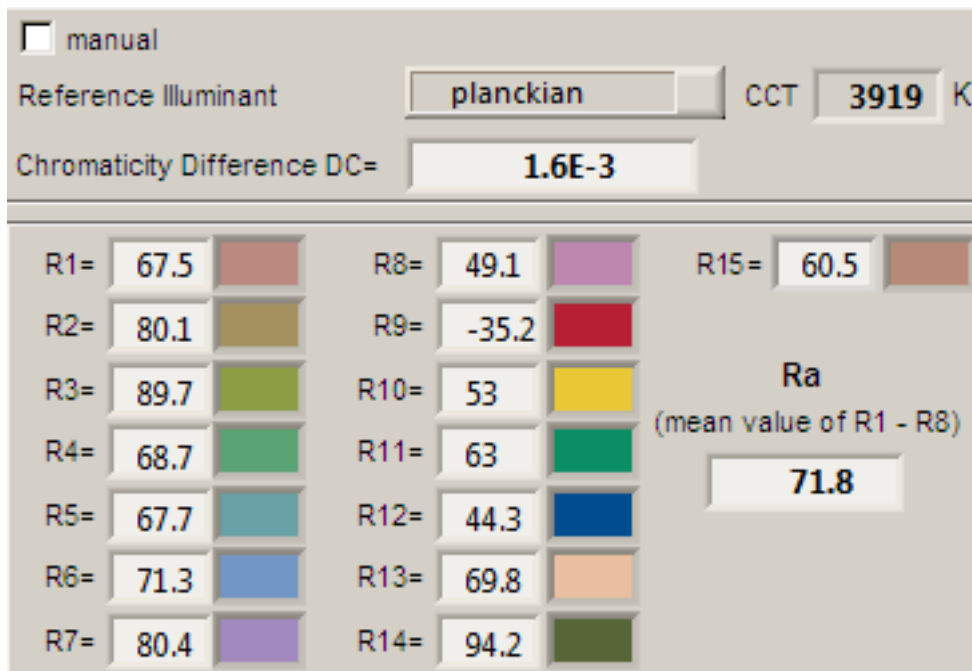 manual
Reference Illuminant planckian CCT 3919 K
Chromaticity Difference DC= 1.6E-3
R1= 67.5 R8= 49.1 R15= 60.5
R2= 80.1 R9= -35.2
R3= 89.7 R10= 53 Ra
(mean value of R1 - R8)
R4= 68.7 R11= 63
71.8
R5= 67.7 R12= 44.3
R6= 71.3 R13= 69.8
R7= 80.4 R14= 94.2